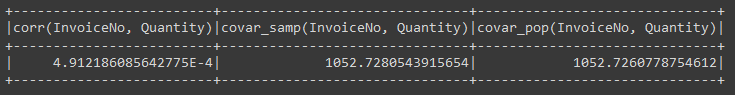 +------------------------+------------------------------+-----------------------------+
|corr(InvoiceNo, Quantity)|covar_samp(InvoiceNo, Quantity)|covar_pop(InvoiceNo, Quantity)|
+------------------------+------------------------------+-----------------------------+
|     4.912186085642775E-4|             1052.7280543915654|            1052.7260778754612|
+------------------------+------------------------------+-----------------------------+